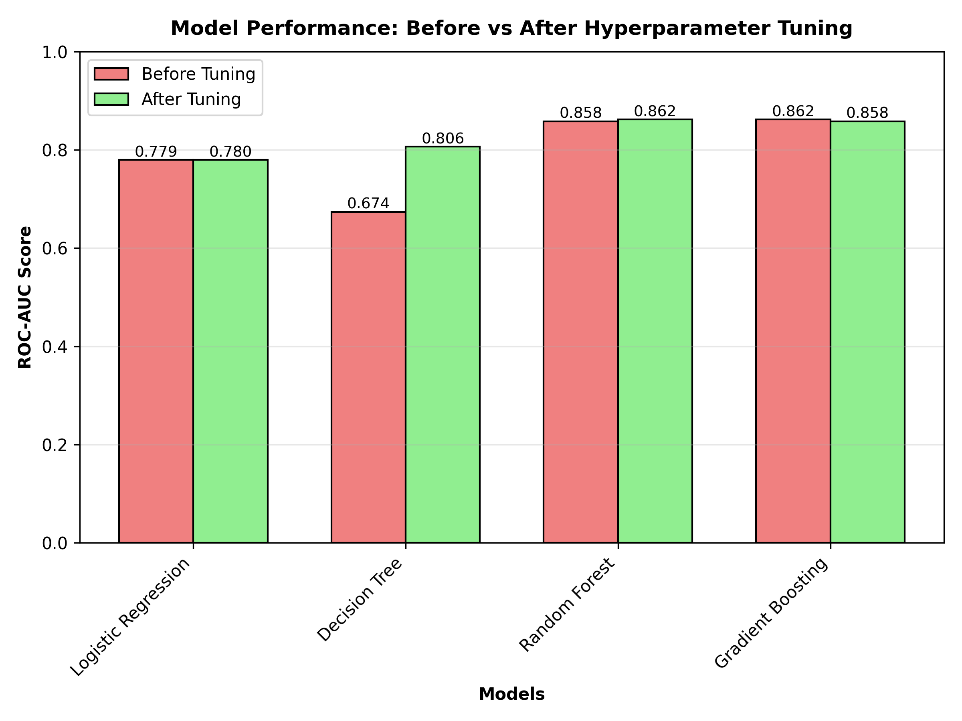 Model Performance: Before vs After Hyperparameter Tuning
1.0
Before Tuning
After Tuning
0.8
0.6
0.4
0.2
0.0
ROC-AUC Score
0.779
0.780
0.674
0.806
0.858
0.862
0.862
0.858
Logistic Regression
Decision Tree
Random Forest
Gradient Boosting
Models